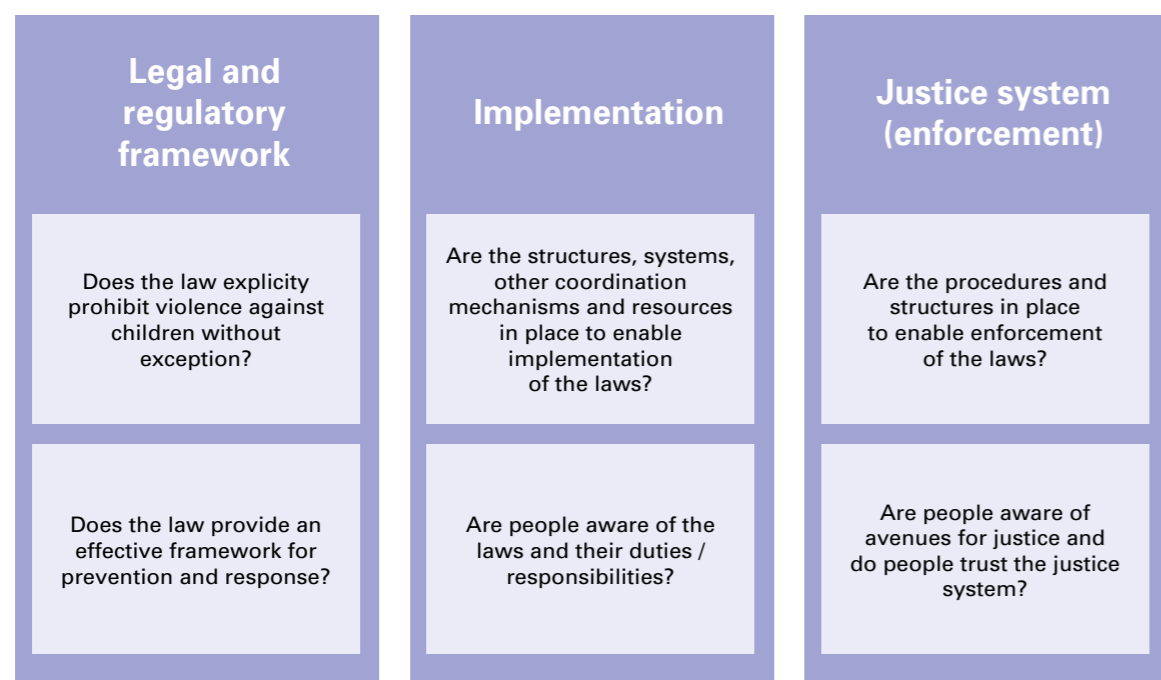 Legal and
regulatory
framework
Does the law explicity
prohibit violence against
children without
exception?
Does the law provide an
effective framework for
prevention and response?
Implementation
Are the structures, systems,
other coordination
mechanisms and resources
in place to enable
implementation
of the laws?
Are people aware of the
laws and their duties /
responsibilities?
Justice system
(enforcement)
Are the procedures and
structures in place
to enable enforcement
of the laws?
Are people aware of
avenues for justice and
do people trust the justice
system?